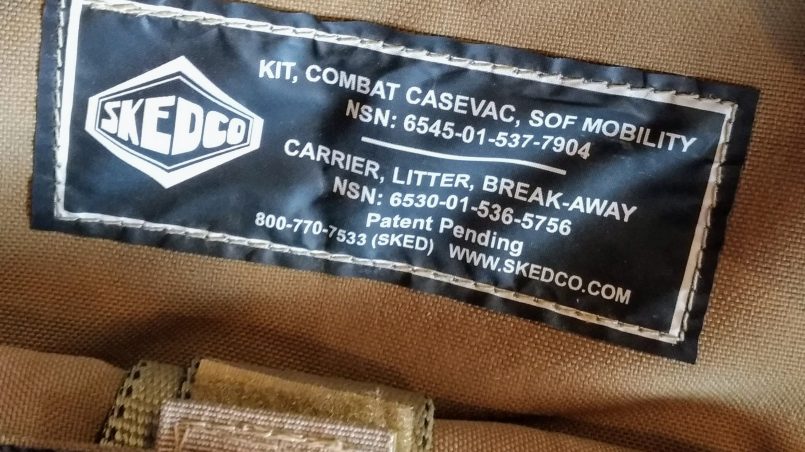 SKEDCO
KIT, COMBAT CASEVAC, SOF MOBILITY
NSN: 6545-01-537-7904
CARRIER, LITTER, BREAK-AWAY
NSN: 6530-01-536-5756
Patent Pending
800-770-7533 (SKED) WWW.SKEDCO.COM